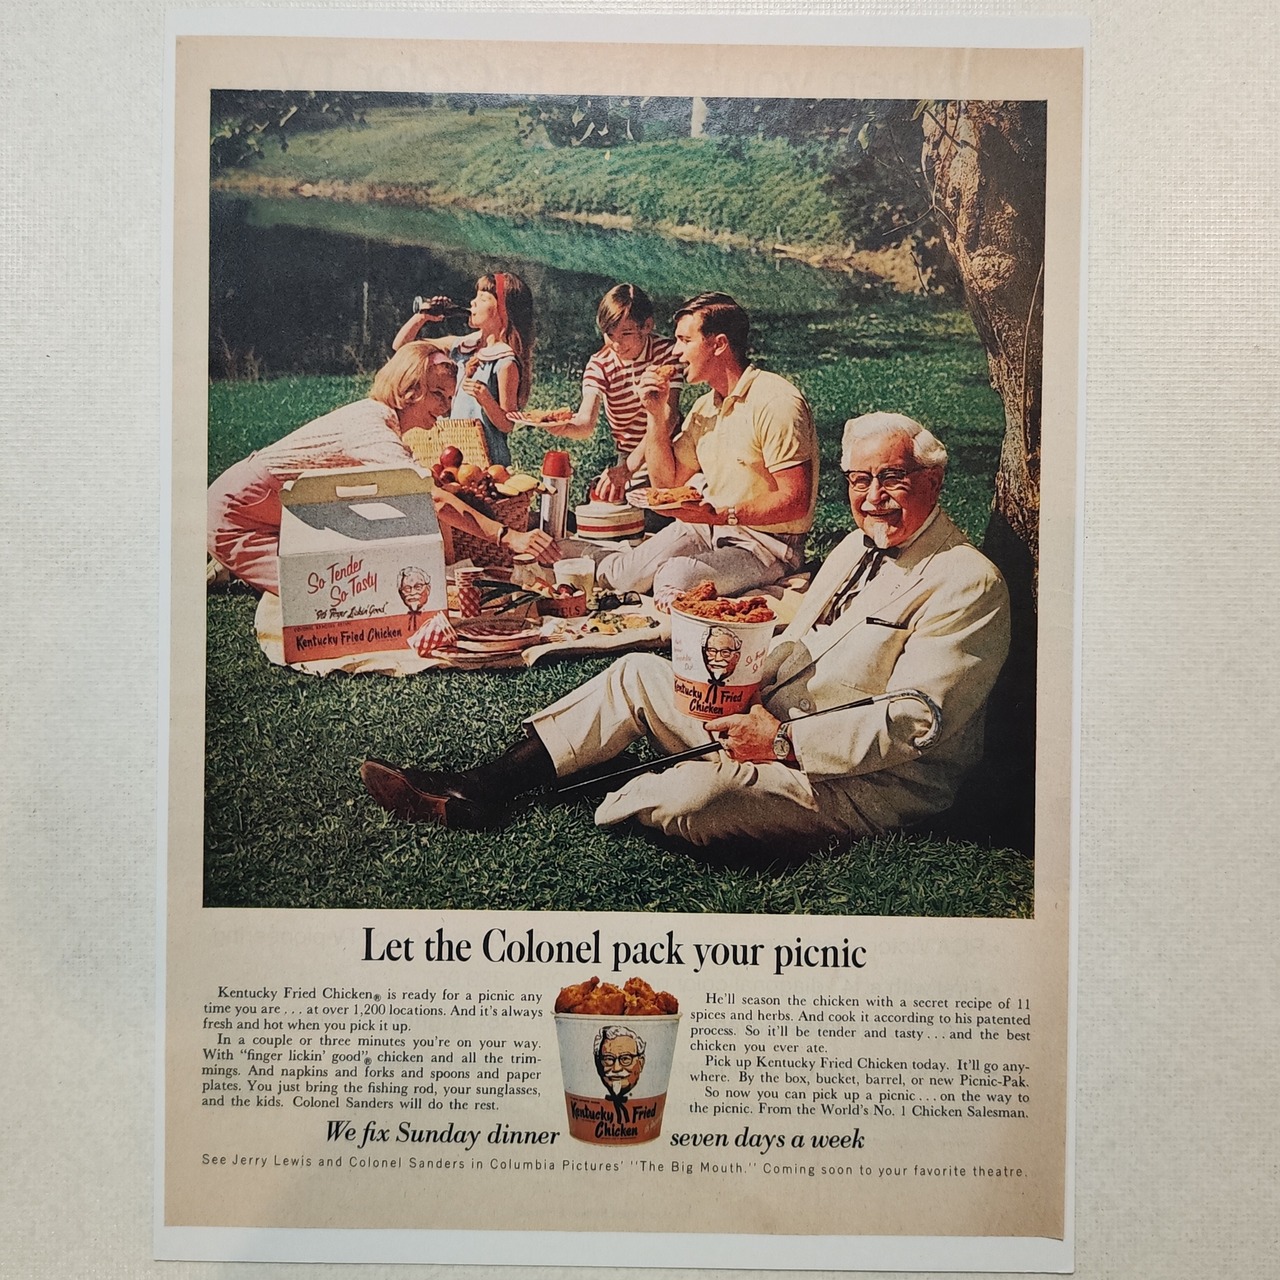 So Tender
So Tasty
"It's Finger Lickin' Good"
Kentucky Fried Chicken
Kentucky Fried
Chicken
Let the Colonel pack your picnic
Kentucky Fried Chicken® is ready for a picnic any
time you are . . . at over 1,200 locations. And it's always
fresh and hot when you pick it up.
In a couple or three minutes you're on your way.
With "finger lickin' good"® chicken and all the trim-
mings. And napkins and forks and spoons and paper
plates. You just bring the fishing rod, your sunglasses,
and the kids. Colonel Sanders will do the rest.
He'll season the chicken with a secret recipe of 11
spices and herbs. And cook it according to his patented
process. So it'll be tender and tasty . . . and the best
chicken you ever ate.
Pick up Kentucky Fried Chicken today. It'll go any-
where. By the box, bucket, barrel, or new Picnic-Pak.
So now you can pick up a picnic . . . on the way to
the picnic. From the World's No. 1 Chicken Salesman.
Kentucky Fried
Chicken
We fix Sunday dinner seven days a week
See Jerry Lewis and Colonel Sanders in Columbia Pictures' "The Big Mouth." Coming soon to your favorite theatre.